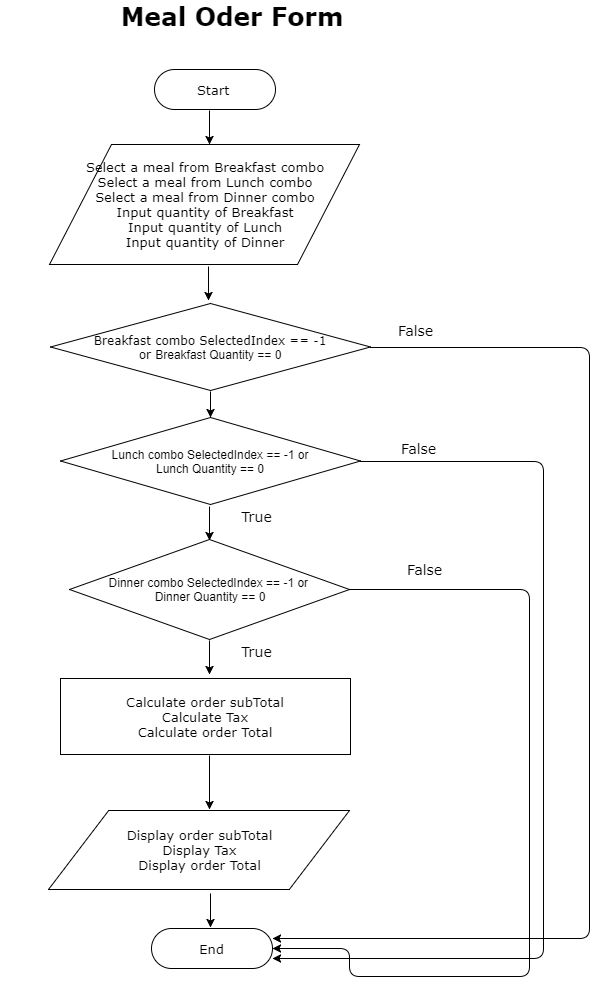 Meal Oder Form
Start
Select a meal from Breakfast combo
Select a meal from Lunch combo
Select a meal from Dinner combo
Input quantity of Breakfast
Input quantity of Lunch
Input quantity of Dinner
Breakfast combo SelectedIndex == -1
or Breakfast Quantity == 0
False
Lunch combo SelectedIndex == -1 or
Lunch Quantity == 0
False
True
Dinner combo SelectedIndex == -1 or
Dinner Quantity == 0
False
True
Calculate order subTotal
Calculate Tax
Calculate order Total
Display order subTotal
Display Tax
Display order Total
End